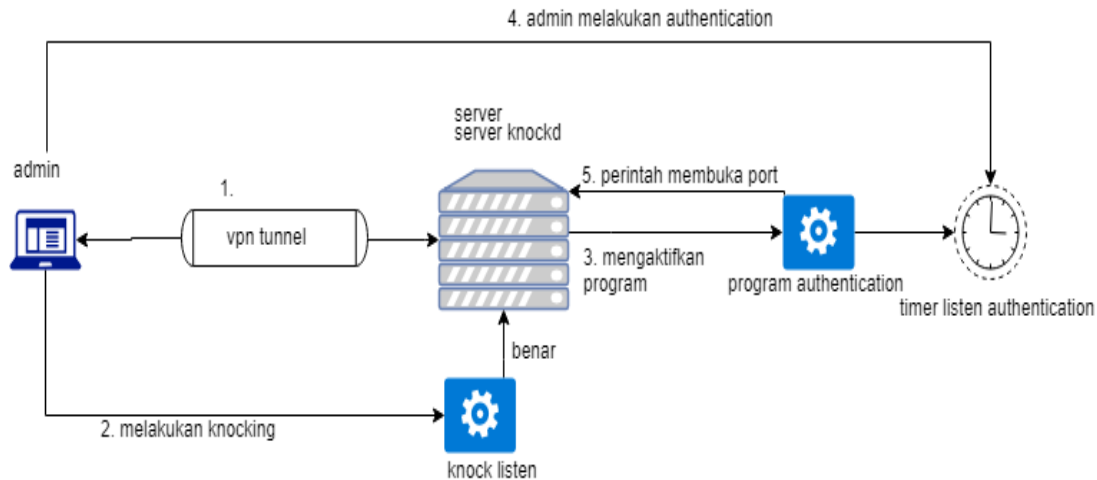 4. admin melakukan authentication
server
server knockd
admin
1.
5. perintah membuka port
vpn tunnel
3. mengaktifkan
program
program authentication
timer listen authentication
benar
2. melakukan knocking
knock listen